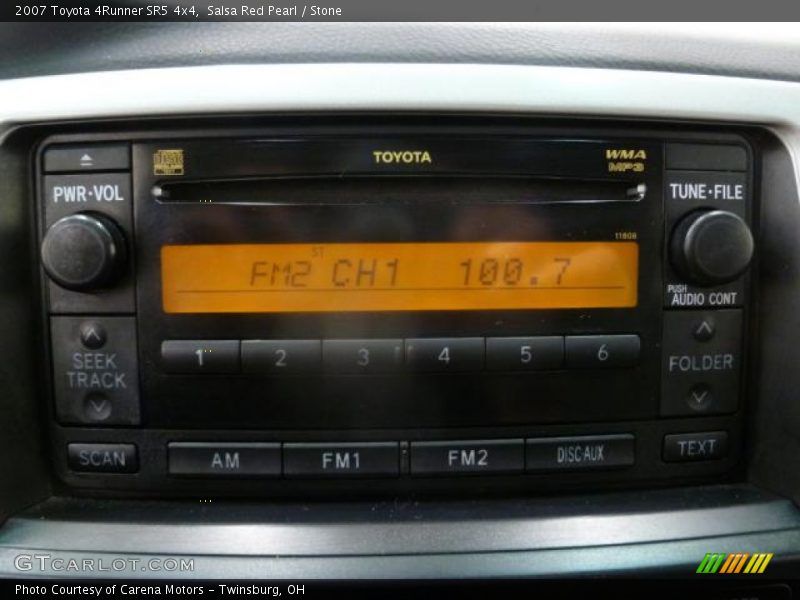 2007 Toyota 4Runner SR5 4x4,  Salsa Red Pearl / Stone
TOYOTA
WMA
MP3
PWR·VOL
TUNE·FILE
11808
ST
FM2 CH1 100.7
PUSH
AUDIO CONT
1 2 3 4 5 6
SEEK
TRACK
FOLDER
SCAN
AM
FM1
FM2
DISC·AUX
TEXT
GTCARLOT.COM
Photo Courtesy of Carena Motors - Twinsburg, OH